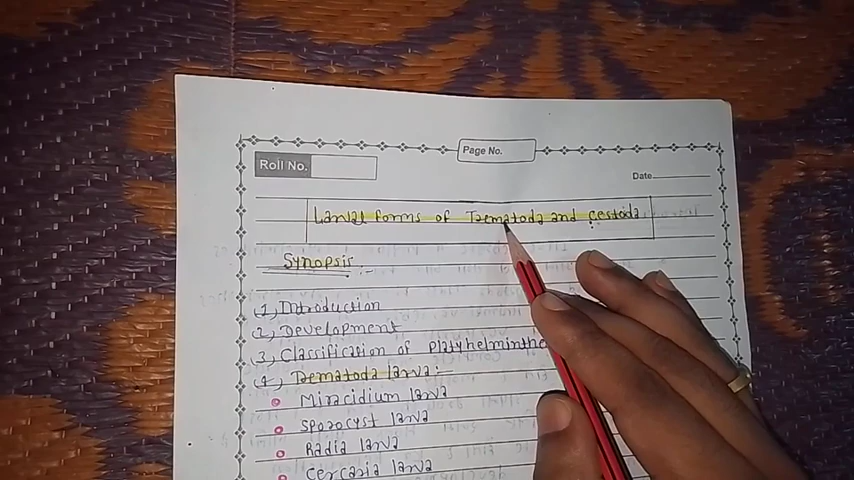 Page No.
Roll No.
Date
Larval forms of Trematoda and cestoda
Synopsis :-
(1) Introduction
(2) Development
(3) Classification of Platyhelminthe
(4) Trematoda larva:-
Miracidium larva
Sporocyst larva
Radia larva
Cercaria larva